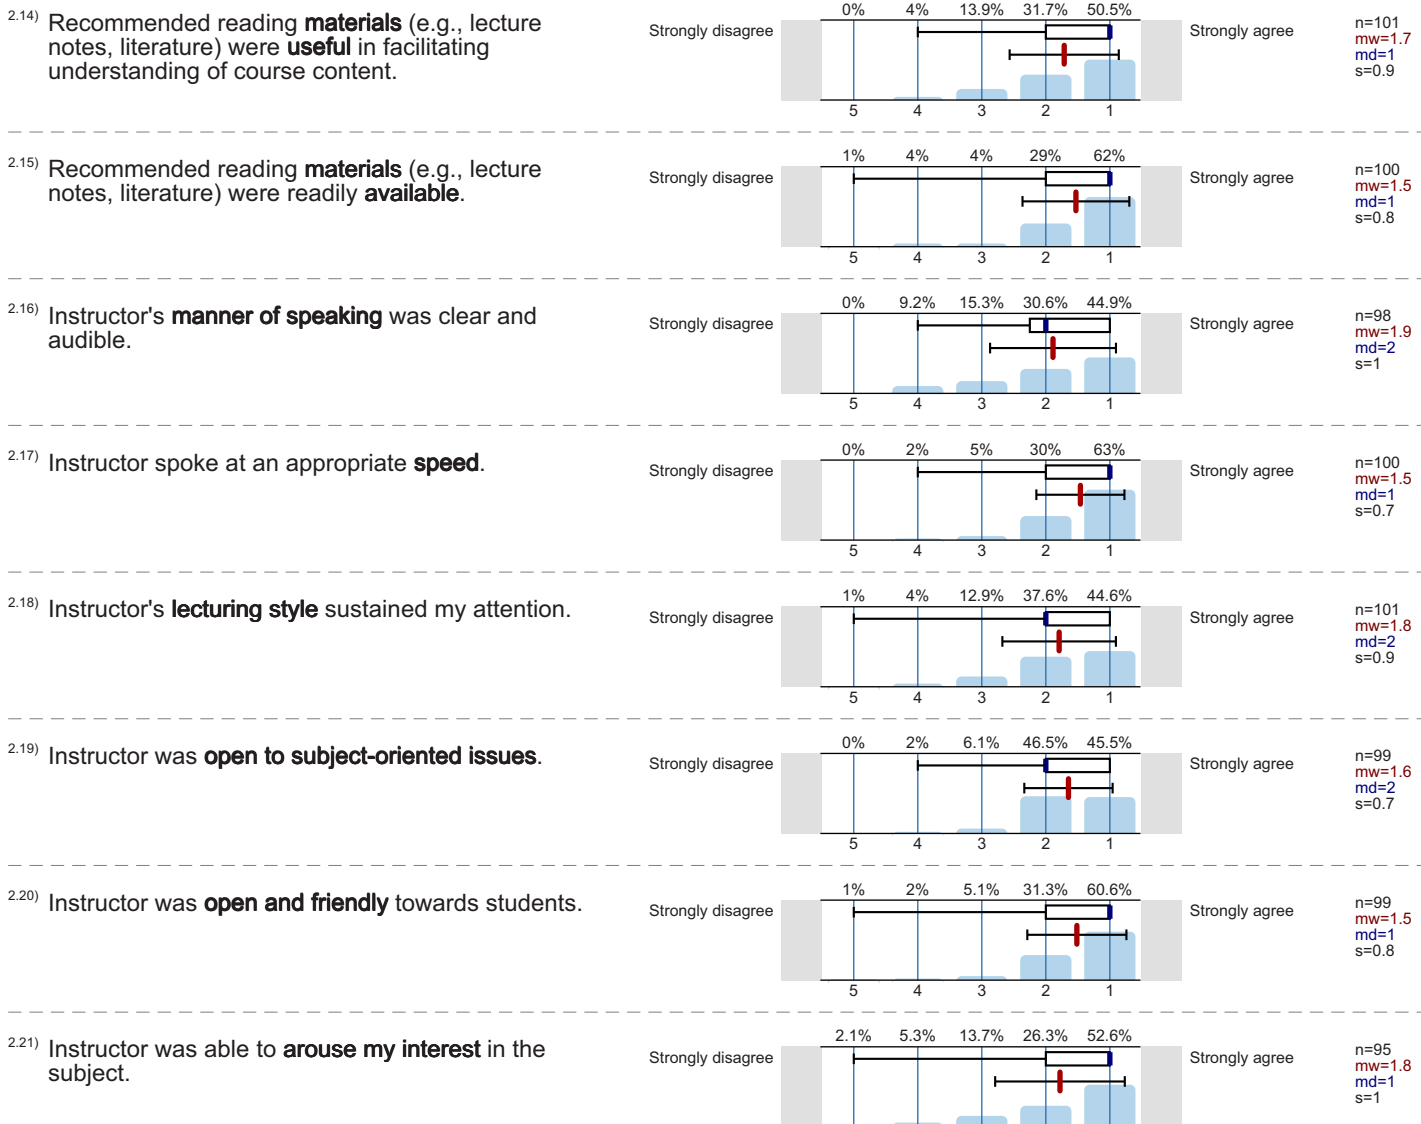 2.14) Recommended reading materials (e.g., lecture
notes, literature) were useful in facilitating
understanding of course content.
Strongly disagree
0% 4% 13.9% 31.7% 50.5%
5 4 3 2 1
Strongly agree
n=101
mw=1.7
md=1
s=0.9
2.15) Recommended reading materials (e.g., lecture
notes, literature) were readily available.
Strongly disagree
1% 4% 4% 29% 62%
5 4 3 2 1
Strongly agree
n=100
mw=1.5
md=1
s=0.8
2.16) Instructor's manner of speaking was clear and
audible.
Strongly disagree
0% 9.2% 15.3% 30.6% 44.9%
5 4 3 2 1
Strongly agree
n=98
mw=1.9
md=2
s=1
2.17) Instructor spoke at an appropriate speed.
Strongly disagree
0% 2% 5% 30% 63%
5 4 3 2 1
Strongly agree
n=100
mw=1.5
md=1
s=0.7
2.18) Instructor's lecturing style sustained my attention.
Strongly disagree
1% 4% 12.9% 37.6% 44.6%
5 4 3 2 1
Strongly agree
n=101
mw=1.8
md=2
s=0.9
2.19) Instructor was open to subject-oriented issues.
Strongly disagree
0% 2% 6.1% 46.5% 45.5%
5 4 3 2 1
Strongly agree
n=99
mw=1.6
md=2
s=0.7
2.20) Instructor was open and friendly towards students.
Strongly disagree
1% 2% 5.1% 31.3% 60.6%
5 4 3 2 1
Strongly agree
n=99
mw=1.5
md=1
s=0.8
2.21) Instructor was able to arouse my interest in the
subject.
Strongly disagree
2.1% 5.3% 13.7% 26.3% 52.6%
Strongly agree
n=95
mw=1.8
md=1
s=1